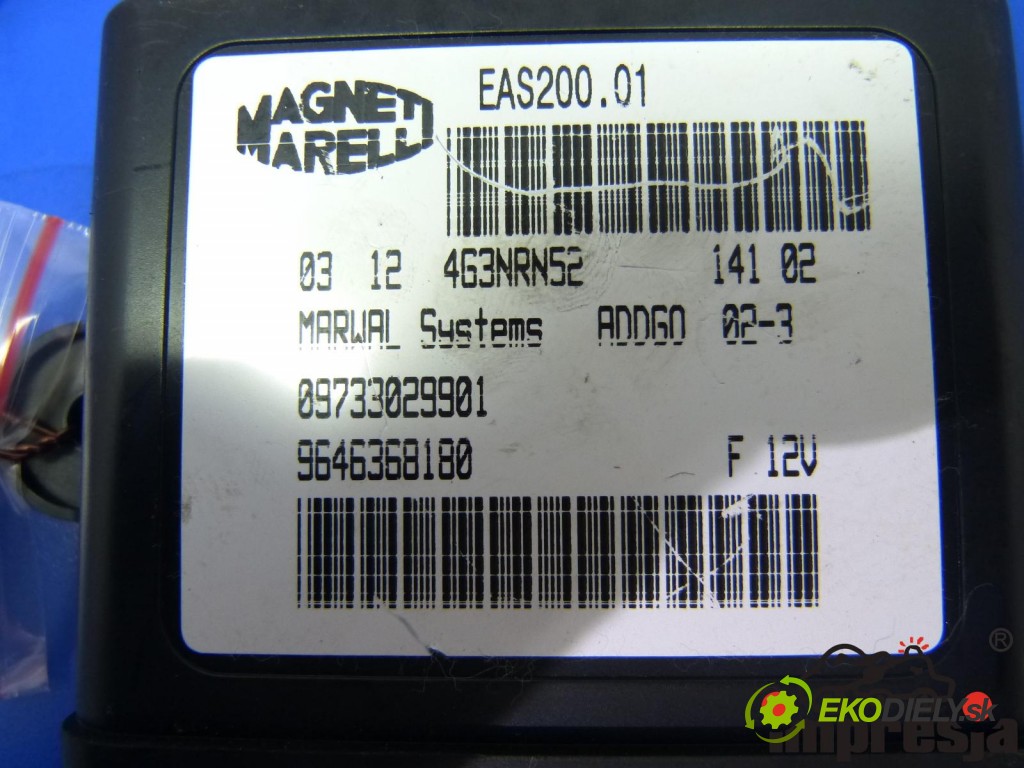 MAGNETI MARELLI
EAS200.01
03 12 4G3NRN52 141 02
MARWAL Systems ADDGO 02-3
09733029901
9646368180 F 12V
®
EKODIELY.sk
impresja